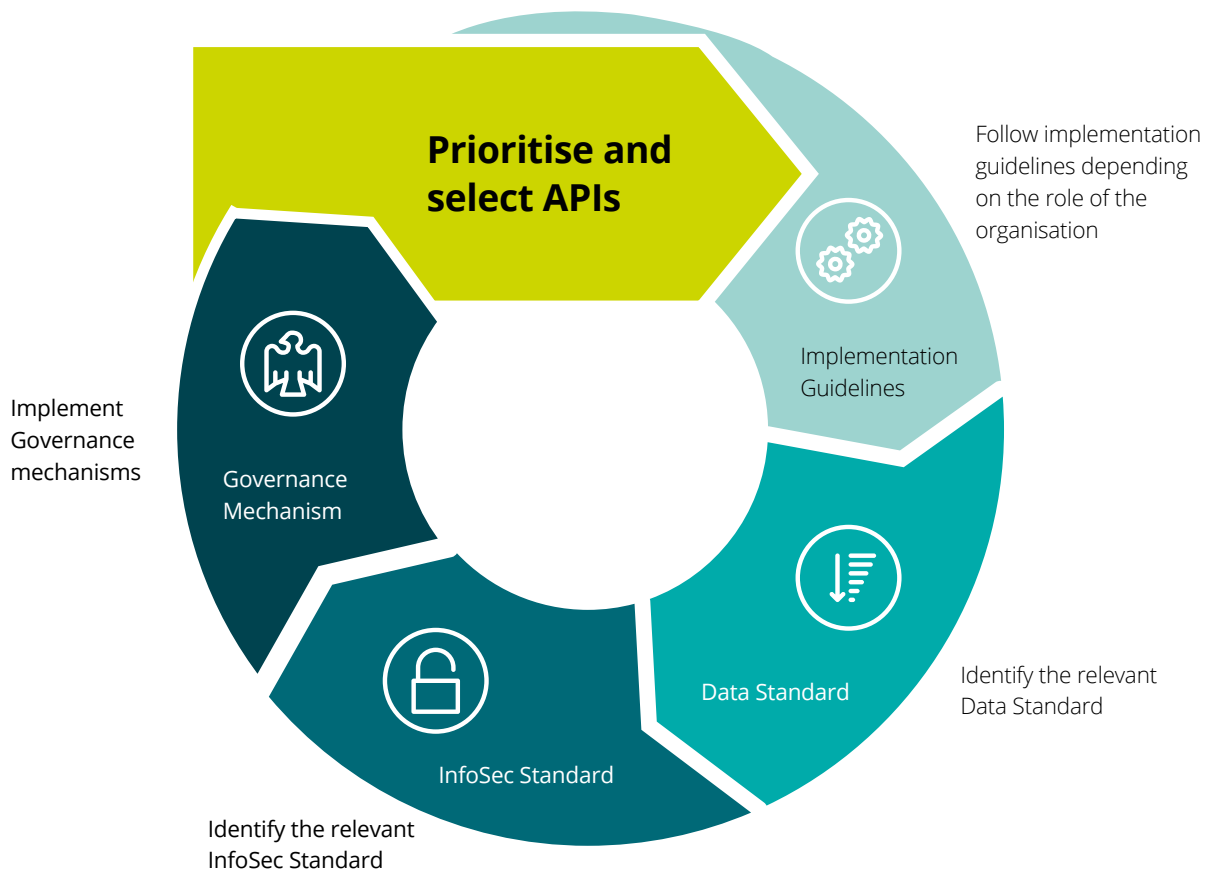 Prioritise and
select APIs
Follow implementation
guidelines depending
on the role of the
organisation
Implementation
Guidelines
Data Standard
Identify the relevant
Data Standard
InfoSec Standard
Identify the relevant
InfoSec Standard
Governance
Mechanism
Implement
Governance
mechanisms